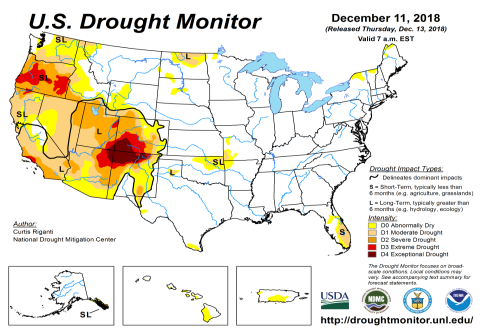 U.S. Drought Monitor
December 11, 2018
(Released Thursday, Dec. 13, 2018)
Valid 7 a.m. EST
SL
L
SL
L
SL
L
L
SL
L
S
SL
Drought Impact Types:
Delineates dominant impacts
S = Short-Term, typically less than
6 months (e.g. agriculture, grasslands)
L = Long-Term, typically greater than
6 months (e.g. hydrology, ecology)
Intensity:
D0 Abnormally Dry
D1 Moderate Drought
D2 Severe Drought
D3 Extreme Drought
D4 Exceptional Drought
Author:
Curtis Riganti
National Drought Mitigation Center
The Drought Monitor focuses on broad-
scale conditions. Local conditions may
vary. See accompanying text summary for
forecast statements.
USDA
NDMC
http://droughtmonitor.unl.edu/